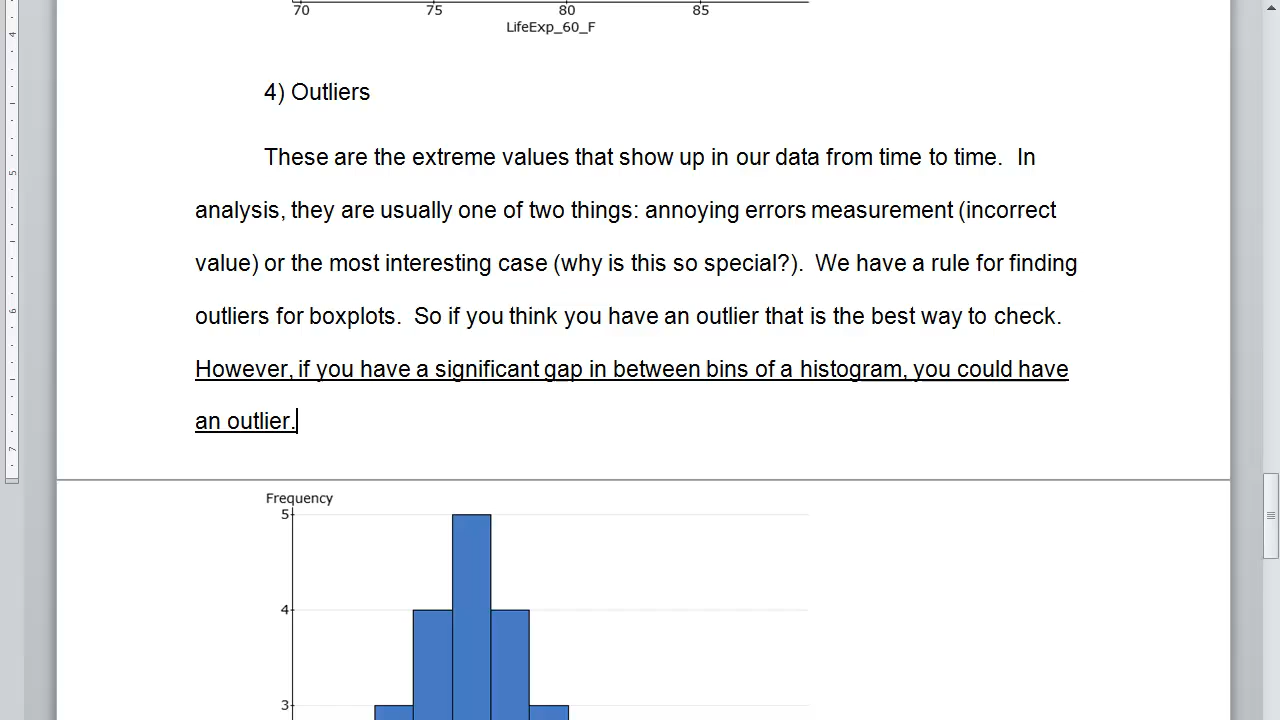 70 75 80 85
LifeExp_60_F
4) Outliers
These are the extreme values that show up in our data from time to time.  In
analysis, they are usually one of two things: annoying errors measurement (incorrect
value) or the most interesting case (why is this so special?).  We have a rule for finding
outliers for boxplots.  So if you think you have an outlier that is the best way to check.
However, if you have a significant gap in between bins of a histogram, you could have
an outlier.
Frequency
5
4
3
4
5
6
7